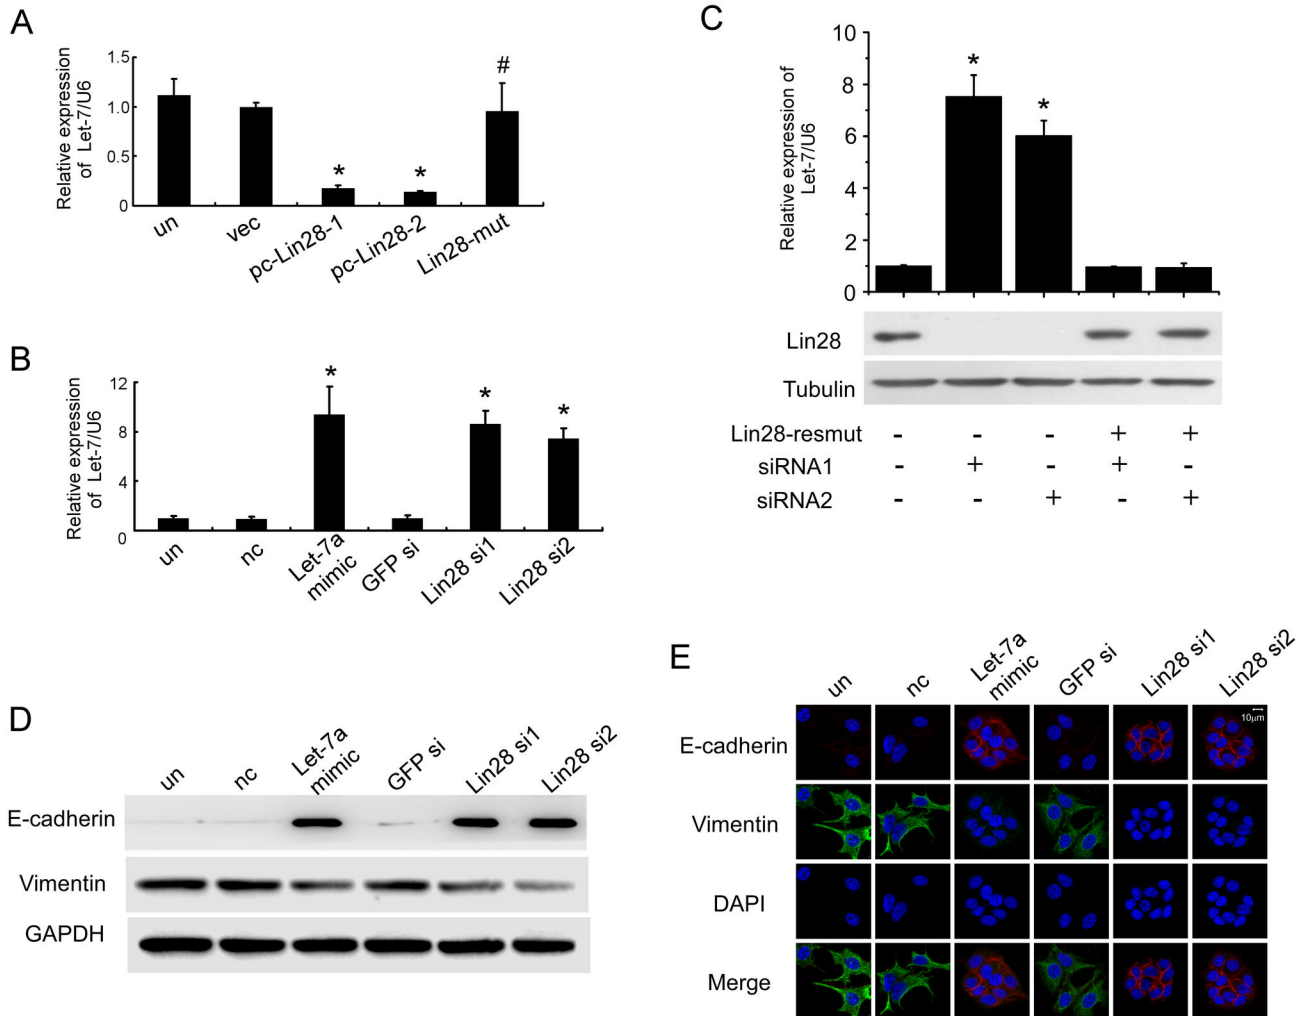 A
Relative expression
of Let-7/U6
1.5
1.0
0.5
0
*
*
#
un
vec
pc-Lin28-1
pc-Lin28-2
Lin28-mut
B
Relative expression
of Let-7/U6
12
8
4
0
*
*
*
un
nc
Let-7a
mimic
GFP si
Lin28 si1
Lin28 si2
C
Relative expression of
Let-7/U6
10
8
6
4
2
0
*
*
Lin28
Tubulin
Lin28-resmut - - - + +
siRNA1 - + - + -
siRNA2 - - + - +
D
un
nc
Let-7a
mimic
GFP si
Lin28 si1
Lin28 si2
E-cadherin
Vimentin
GAPDH
E
un
nc
Let-7a
mimic
GFP si
Lin28 si1
Lin28 si2
10μm
E-cadherin
Vimentin
DAPI
Merge